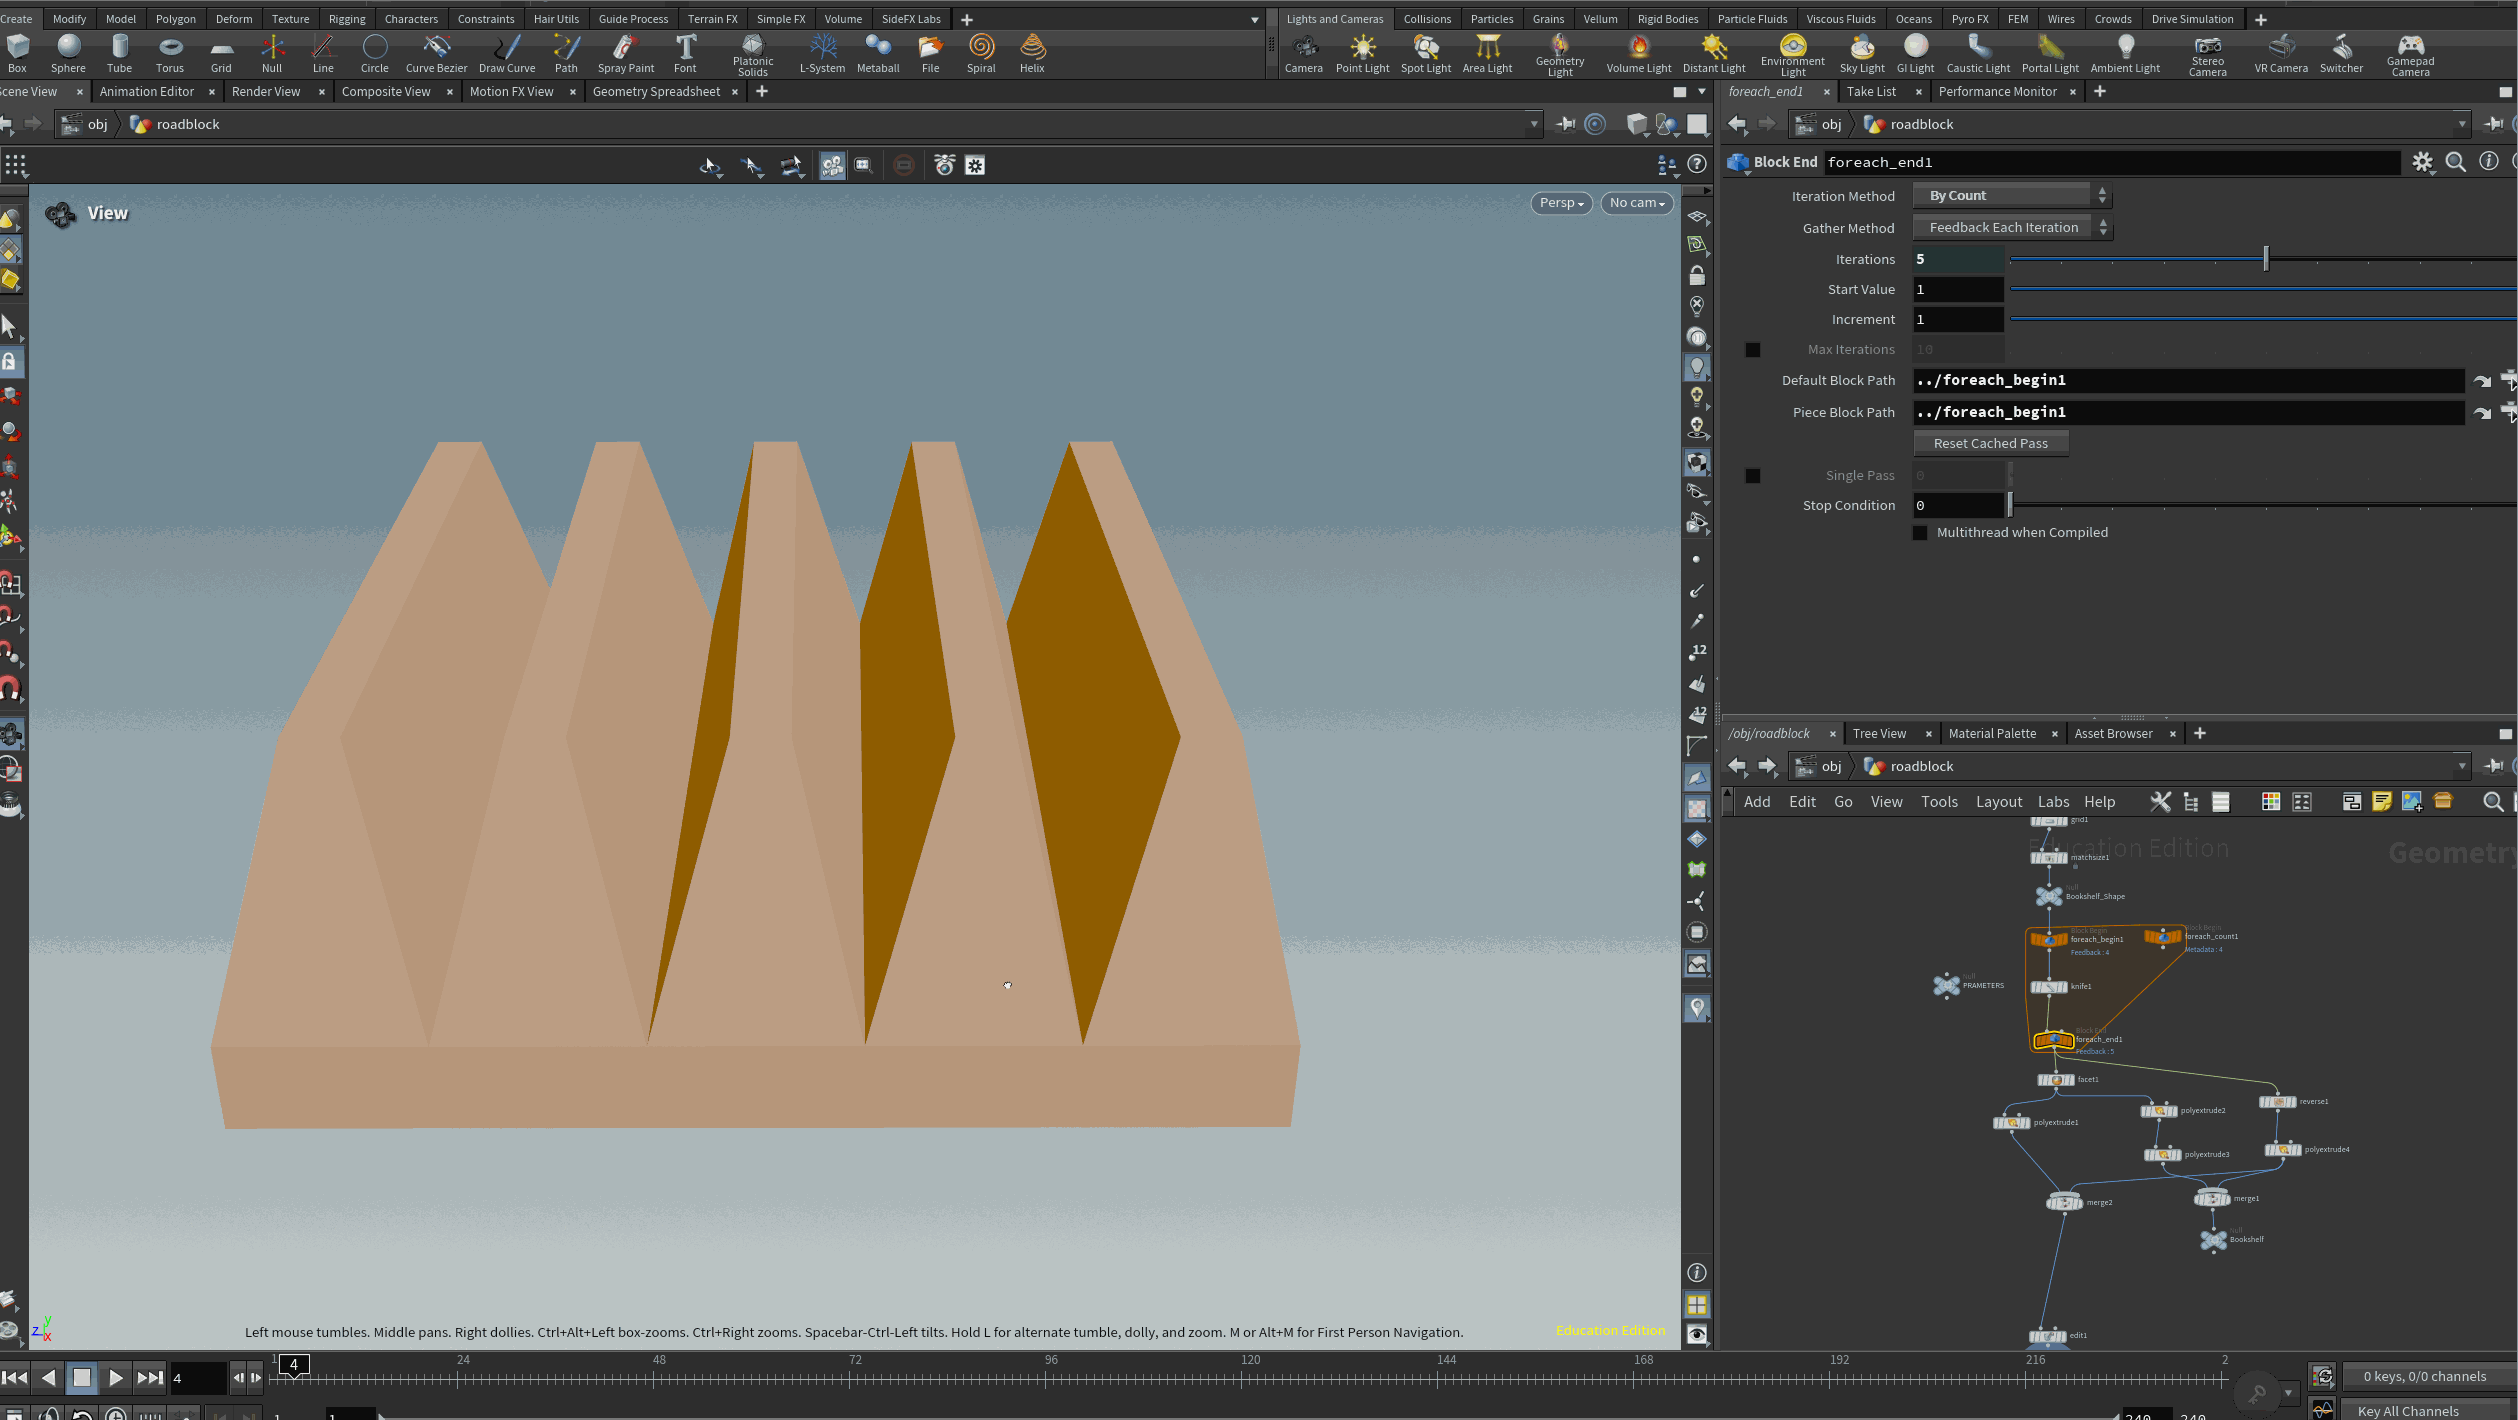 Create Modify Model Polygon Deform Texture Rigging Characters Constraints Hair Utils Guide Process Terrain FX Simple FX Volume SideFX Labs
Lights and Cameras Collisions Particles Grains Vellum Rigid Bodies Particle Fluids Viscous Fluids Oceans Pyro FX FEM Wires Crowds Drive Simulation
Box Sphere Tube Torus Grid Null Line Circle Curve Bezier Draw Curve Path Spray Paint Font Platonic Solids L-System Metaball File Spiral Helix
Camera Point Light Spot Light Area Light Geometry Light Volume Light Distant Light Environment Light Sky Light GI Light Caustic Light Portal Light Ambient Light Stereo Camera VR Camera Switcher Gamepad Camera
Scene View Animation Editor Render View Composite View Motion FX View Geometry Spreadsheet
foreach_end1 Take List Performance Monitor
obj roadblock
obj roadblock
Block End foreach_end1
View
Persp
No cam
Iteration Method By Count
Gather Method Feedback Each Iteration
Iterations 5
Start Value 1
Increment 1
Max Iterations 10
Default Block Path ../foreach_begin1
Piece Block Path ../foreach_begin1
Reset Cached Pass
Single Pass 0
Stop Condition 0
Multithread when Compiled
12
12
/obj/roadblock Tree View Material Palette Asset Browser
obj roadblock
Add Edit Go View Tools Layout Labs Help
Education Edition
Geometry
grid1
matchsize1
Null
Bookshelf_Shape
Block Begin
foreach_begin1
Feedback : 4
Block Begin
foreach_count1
Metadata : 4
Null
PRAMETERS
knife1
Block End
foreach_end1
Feedback : 5
facet1
reverse1
polyextrude2
polyextrude1
polyextrude3
polyextrude4
merge2
merge1
Null
Bookshelf
edit1
z y x
Left mouse tumbles. Middle pans. Right dollies. Ctrl+Alt+Left box-zooms. Ctrl+Right zooms. Spacebar-Ctrl-Left tilts. Hold L for alternate tumble, dolly, and zoom. M or Alt+M for First Person Navigation.
Education Edition
4
1 4 24 48 72 96 120 144 168 192 216 2
0 keys, 0/0 channels
1 1 240 240
Key All Channels